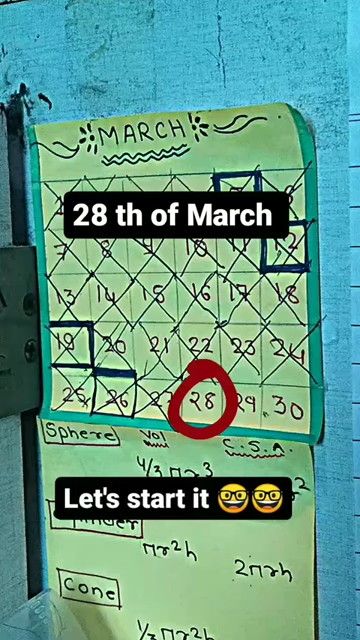 MARCH
28 th of March
7 8 9 10 11 12
13 14 15 16 17 18
19 20 21 22 23 24
25 26 27 28 29 30
Sphere Vol C.S.A.
4/3 πr³
Let's start it 🤓🤓
πr²h 2πrh
Cone
1/3 πr²h